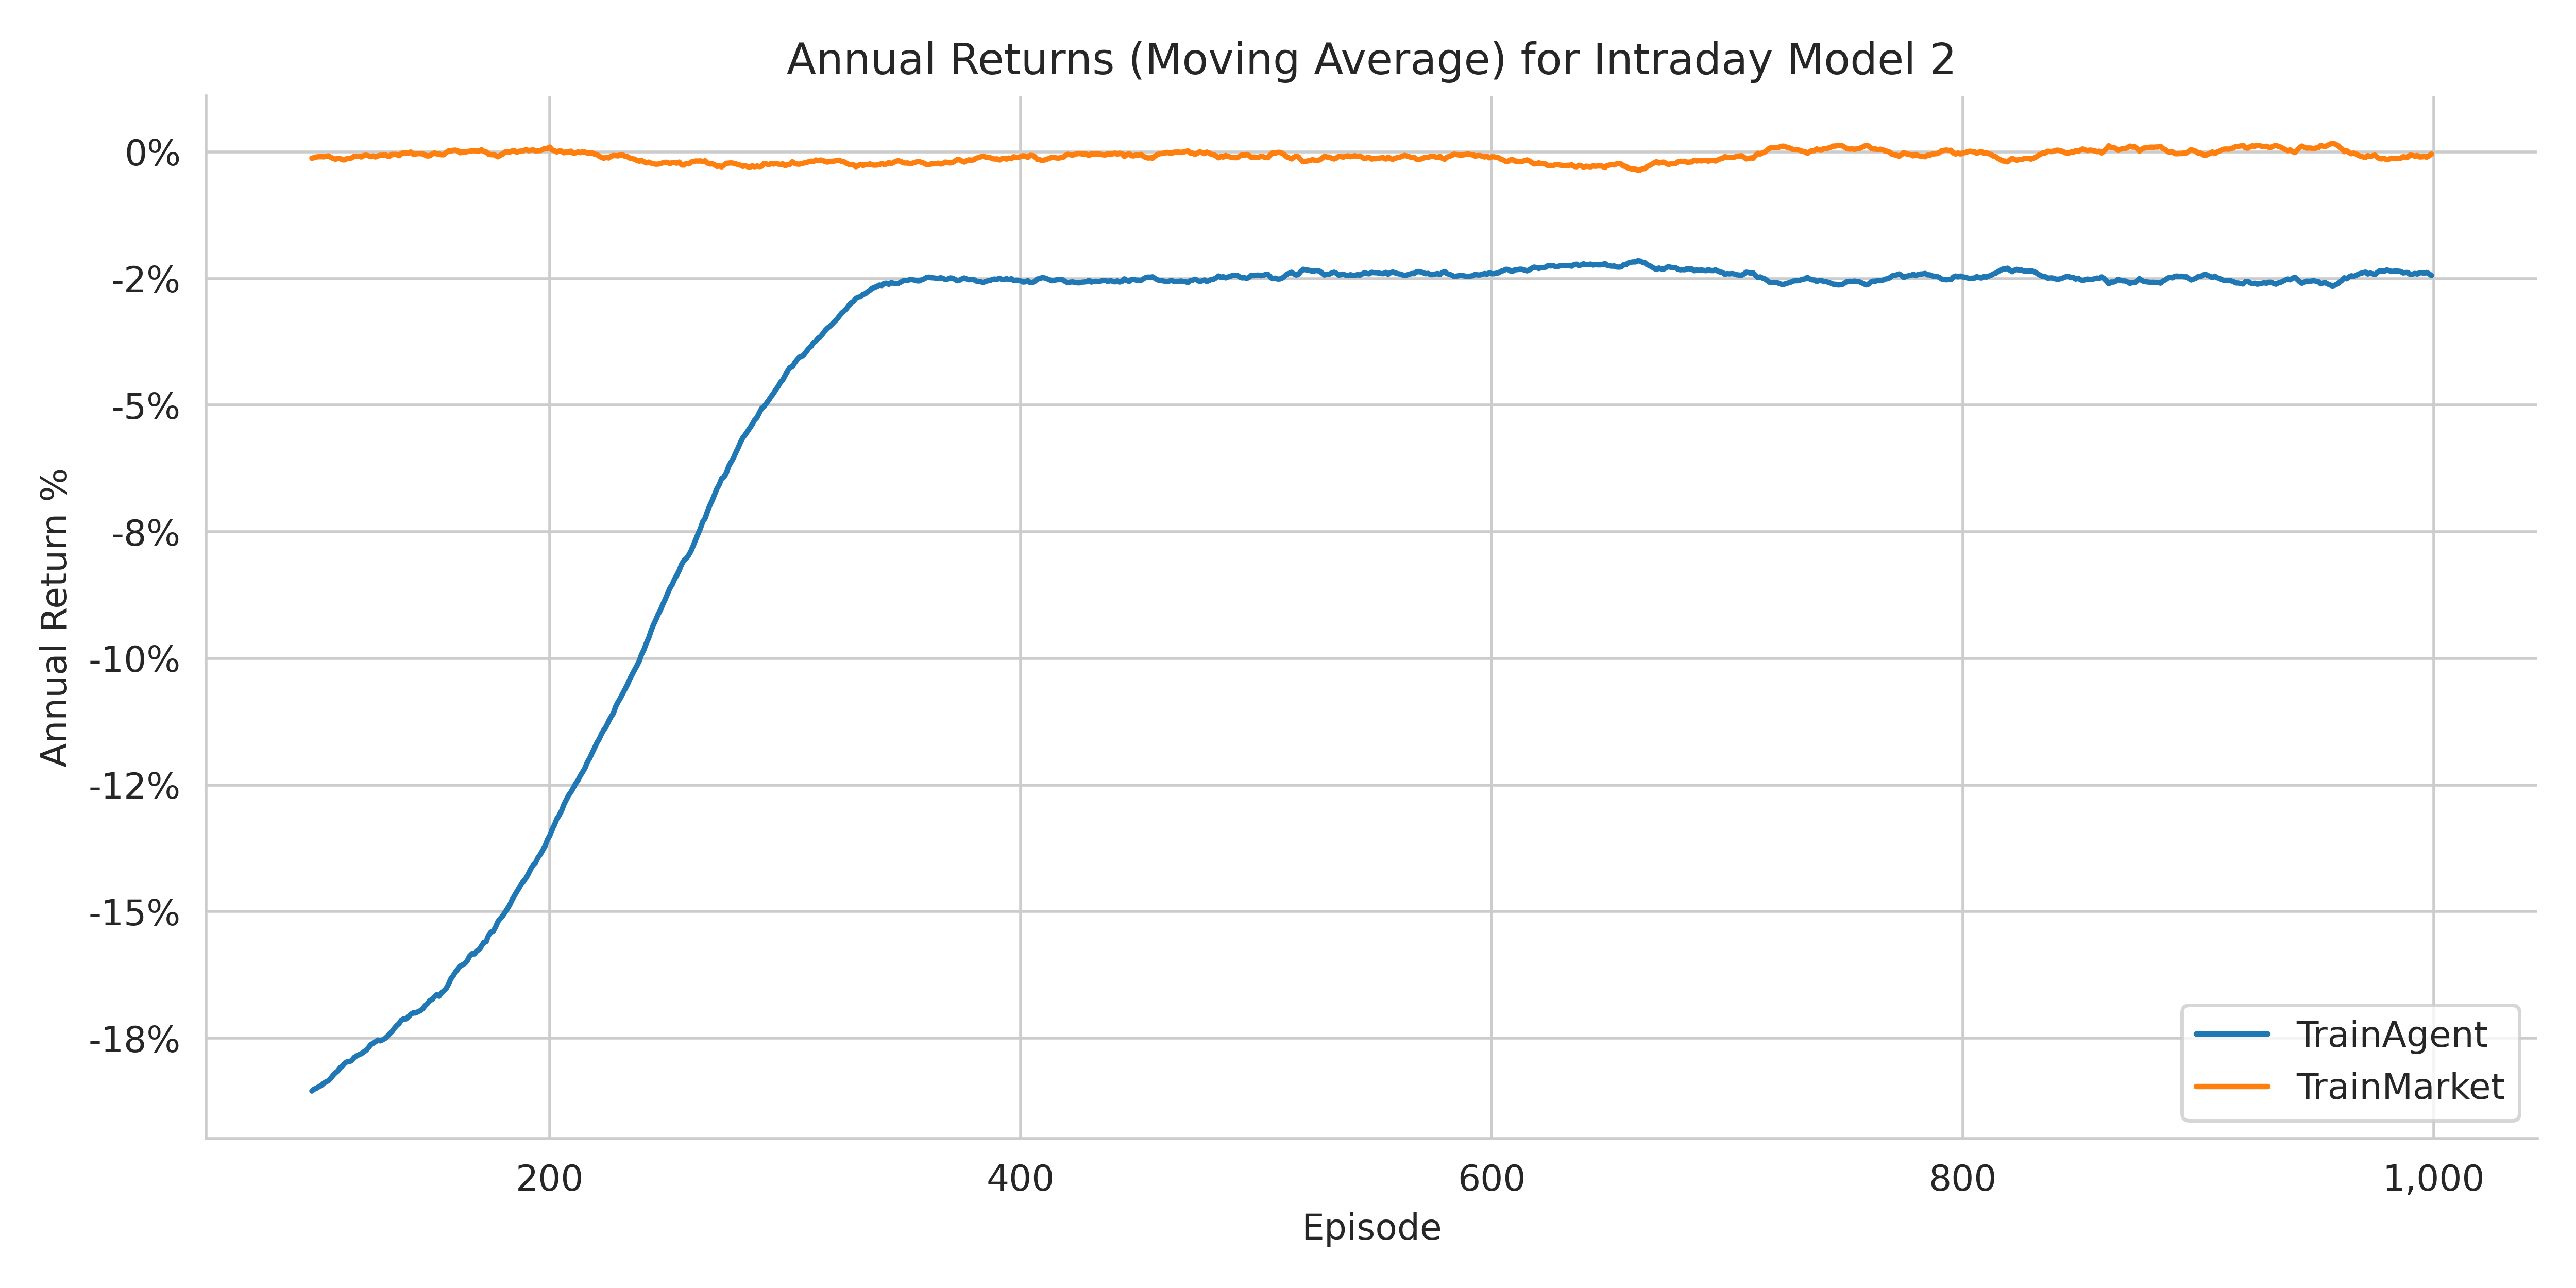 Annual Returns (Moving Average) for Intraday Model 2
Annual Return %
0%
-2%
-5%
-8%
-10%
-12%
-15%
-18%
200
400
600
800
1,000
Episode
TrainAgent
TrainMarket